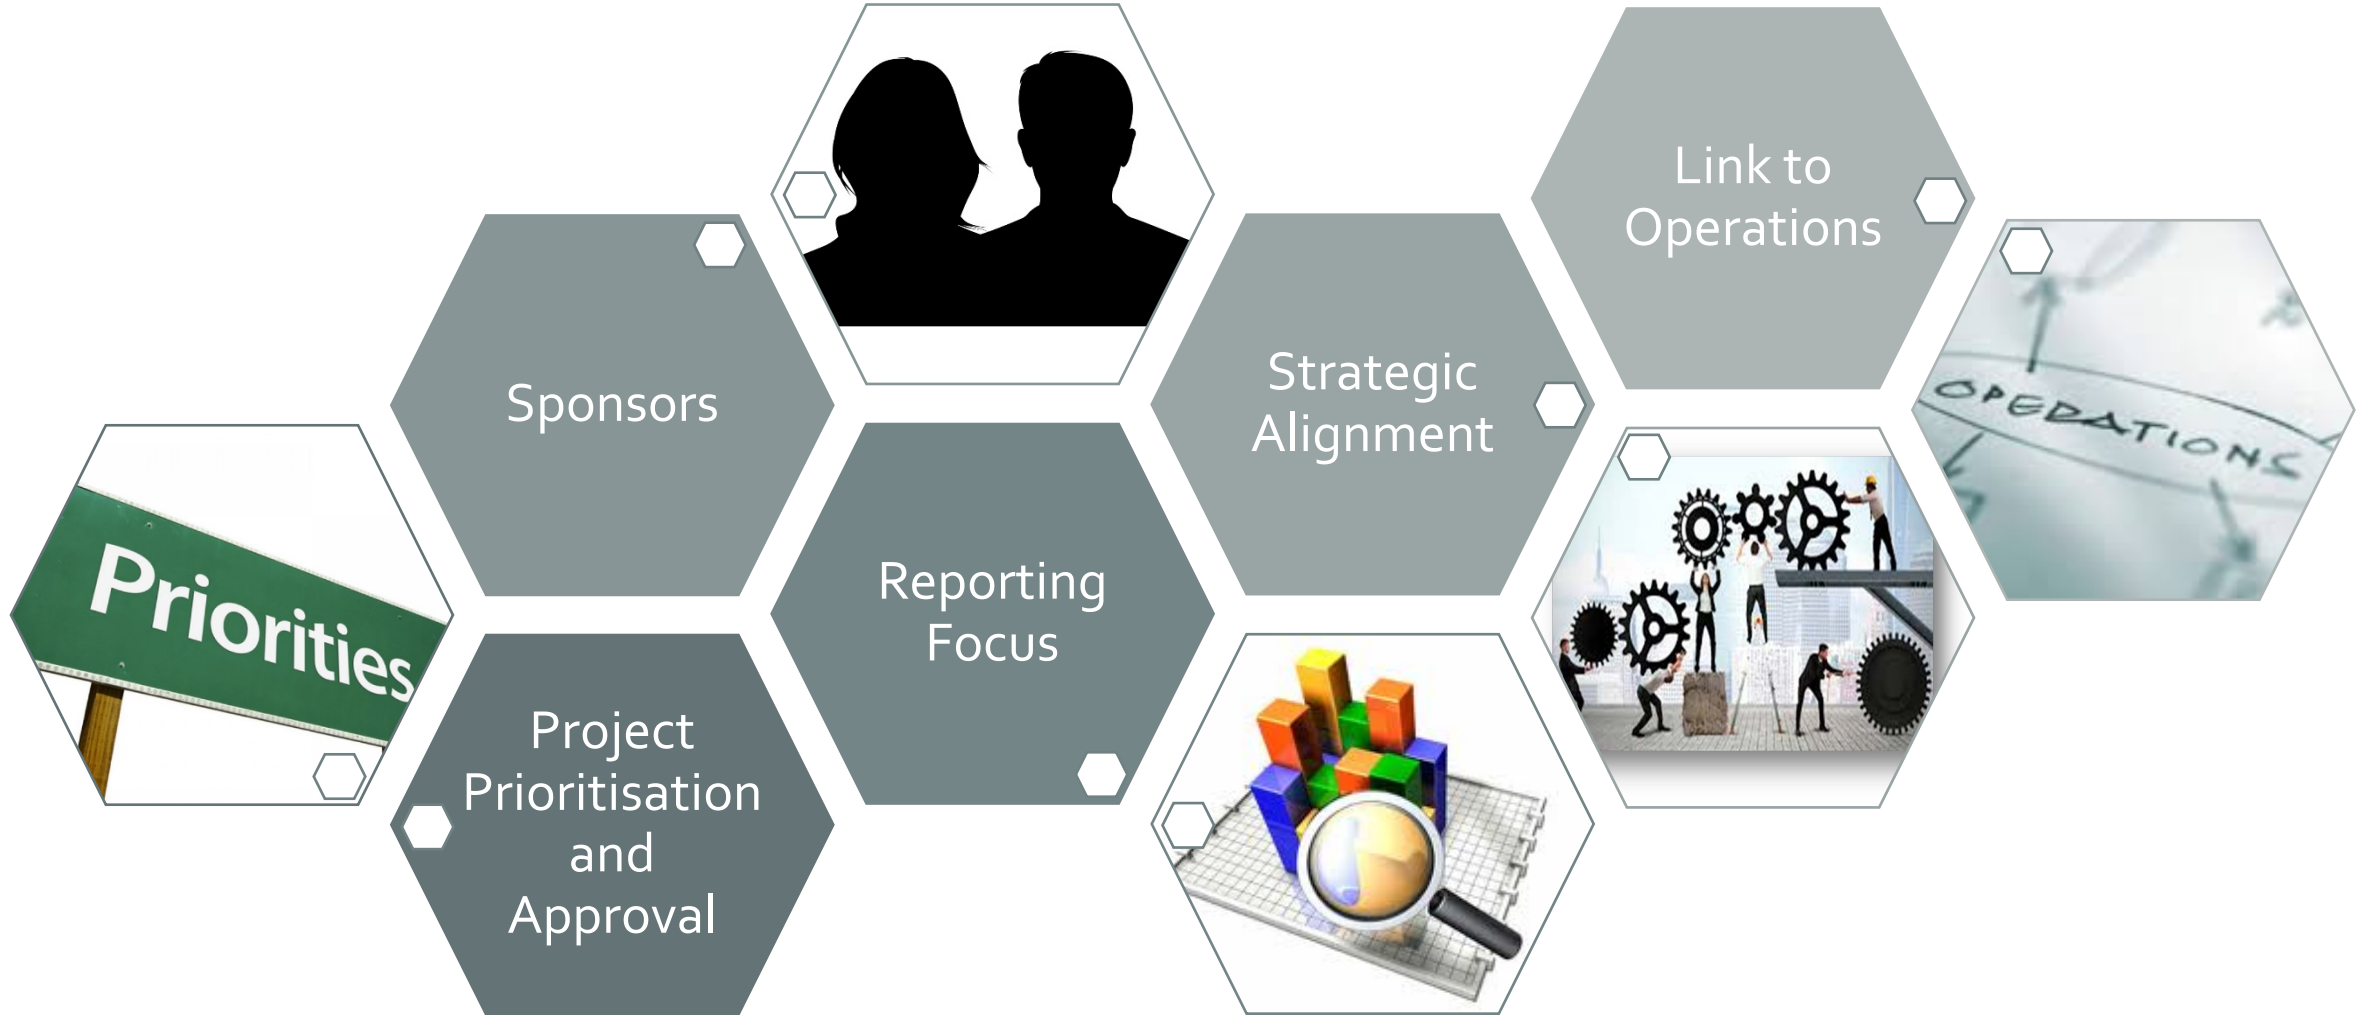 Priorities
Project
Prioritisation
and
Approval
Sponsors
Reporting
Focus
Strategic
Alignment
Link to
Operations
OPERATIONS